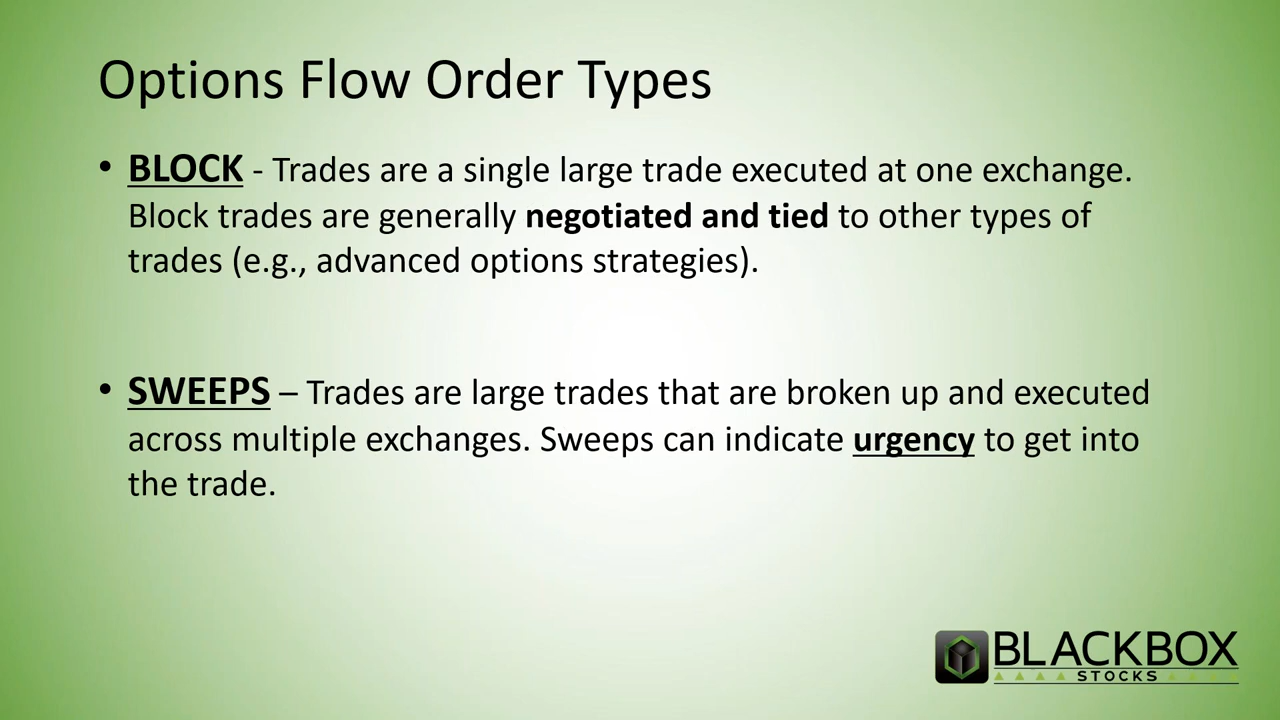 Options Flow Order Types
• BLOCK - Trades are a single large trade executed at one exchange.
Block trades are generally negotiated and tied to other types of
trades (e.g., advanced options strategies).
• SWEEPS – Trades are large trades that are broken up and executed
across multiple exchanges. Sweeps can indicate urgency to get into
the trade.
BLACKBOX
STOCKS